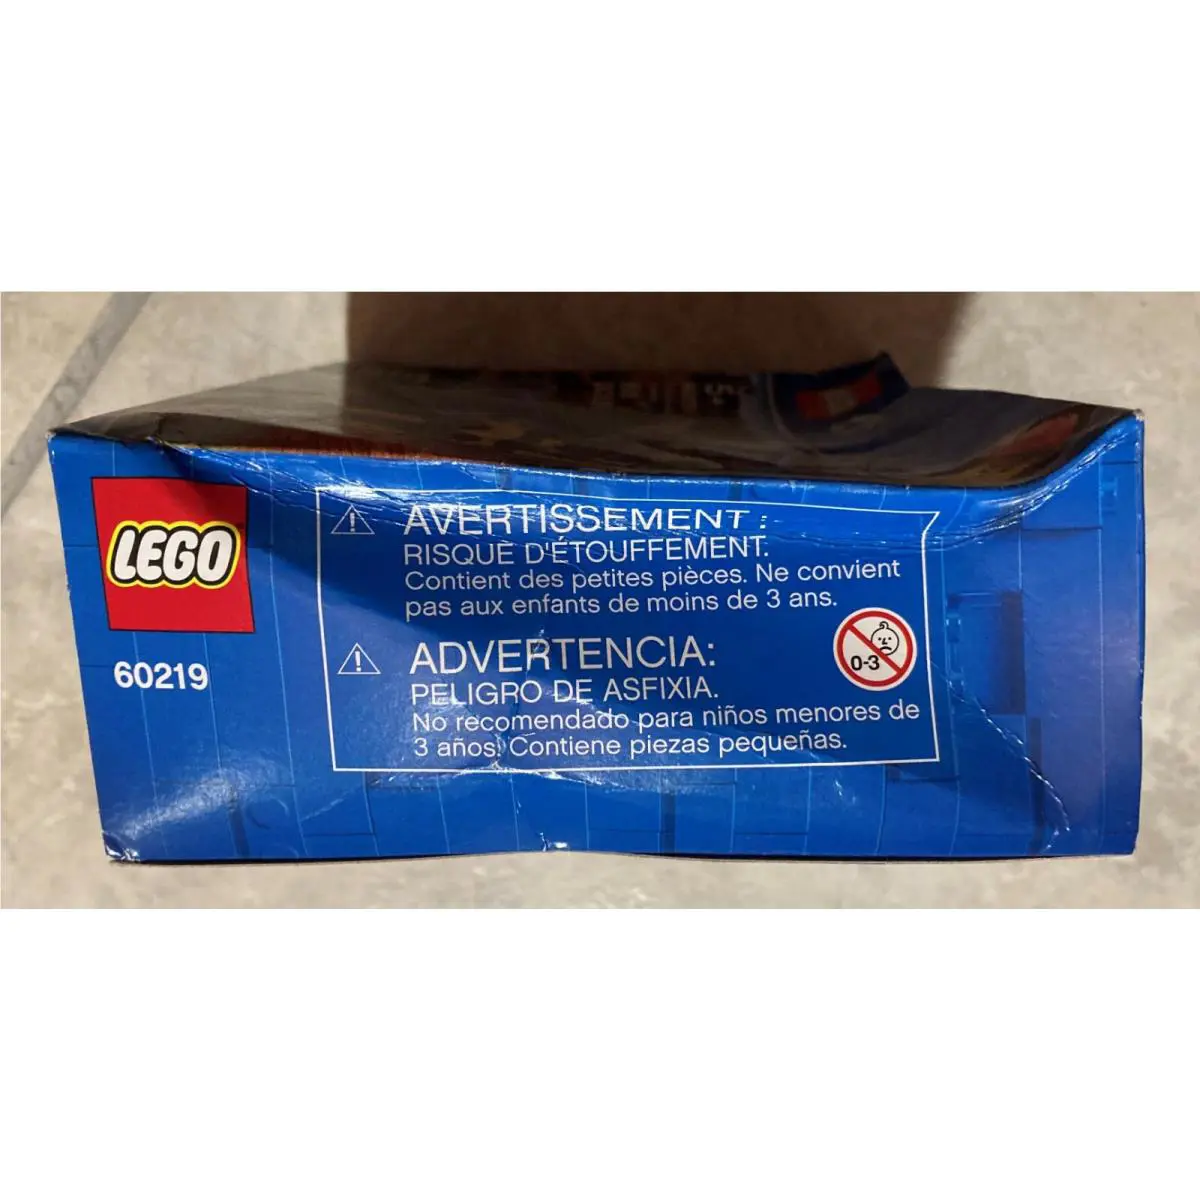 LEGO
60219
AVERTISSEMENT :
RISQUE D'ÉTOUFFEMENT.
Contient des petites pièces. Ne convient
pas aux enfants de moins de 3 ans.
ADVERTENCIA:
PELIGRO DE ASFIXIA.
No recomendado para niños menores de
3 años. Contiene piezas pequeñas.
0-3